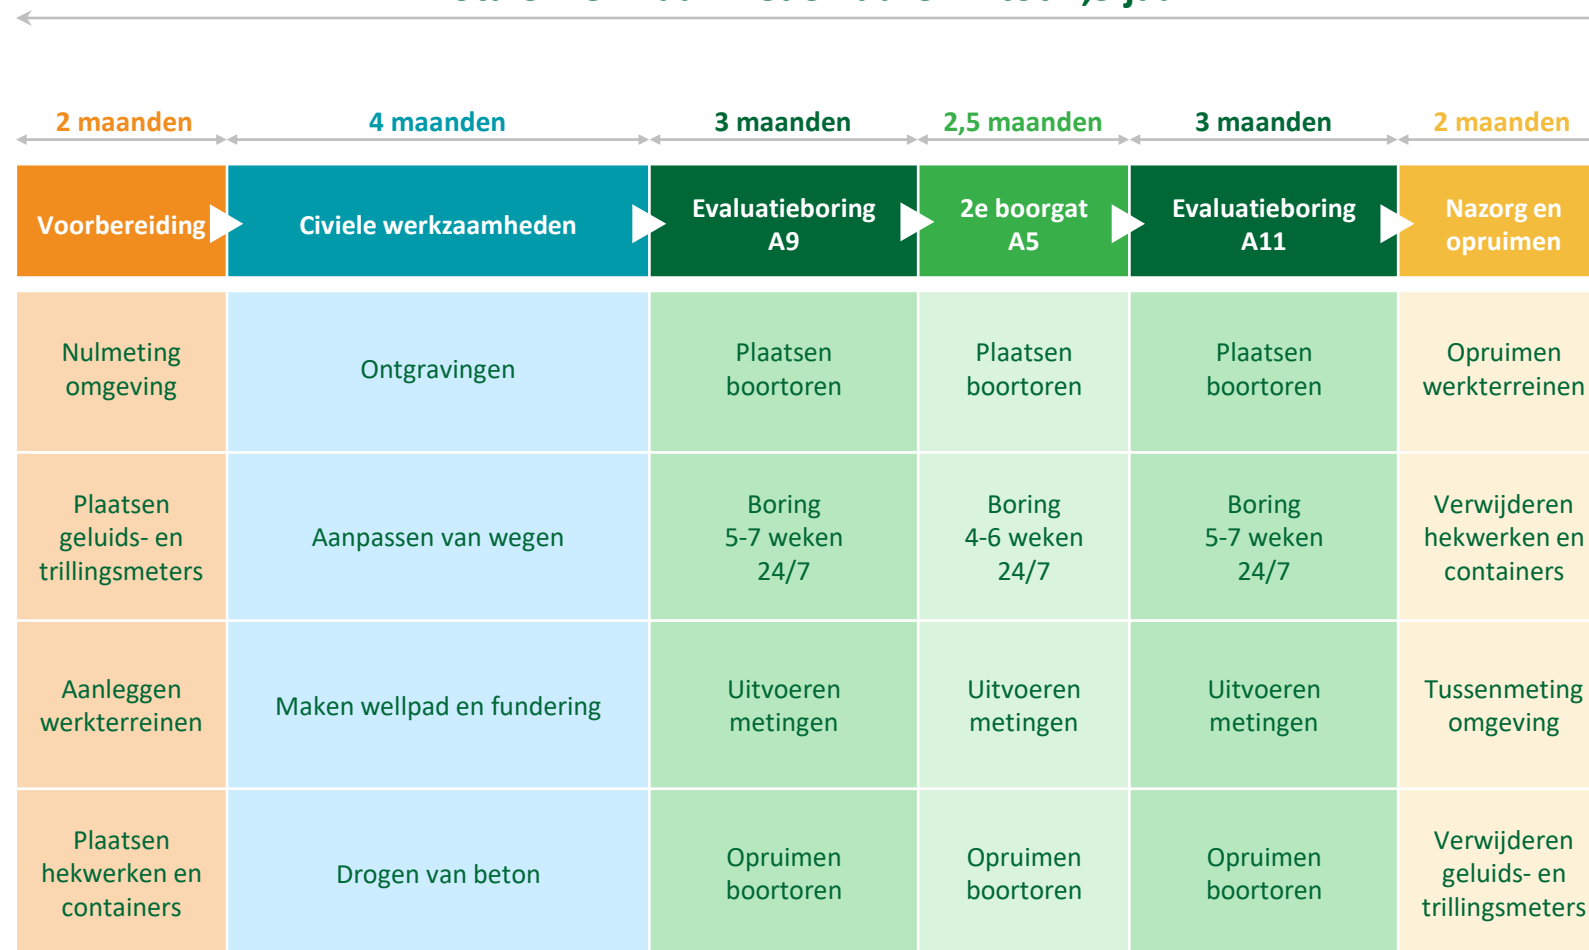 2 maanden
4 maanden
3 maanden
2,5 maanden
3 maanden
2 maanden
Voorbereiding
Civiele werkzaamheden
Evaluatieboring
A9
2e boorgat
A5
Evaluatieboring
A11
Nazorg en
opruimen
Nulmeting
omgeving
Ontgravingen
Plaatsen
boortoren
Plaatsen
boortoren
Plaatsen
boortoren
Opruimen
werkterreinen
Plaatsen
geluids- en
trillingsmeters
Aanpassen van wegen
Boring
5-7 weken
24/7
Boring
4-6 weken
24/7
Boring
5-7 weken
24/7
Verwijderen
hekwerken en
containers
Aanleggen
werkterreinen
Maken wellpad en fundering
Uitvoeren
metingen
Uitvoeren
metingen
Uitvoeren
metingen
Tussenmeting
omgeving
Plaatsen
hekwerken en
containers
Drogen van beton
Opruimen
boortoren
Opruimen
boortoren
Opruimen
boortoren
Verwijderen
geluids- en
trillingsmeters